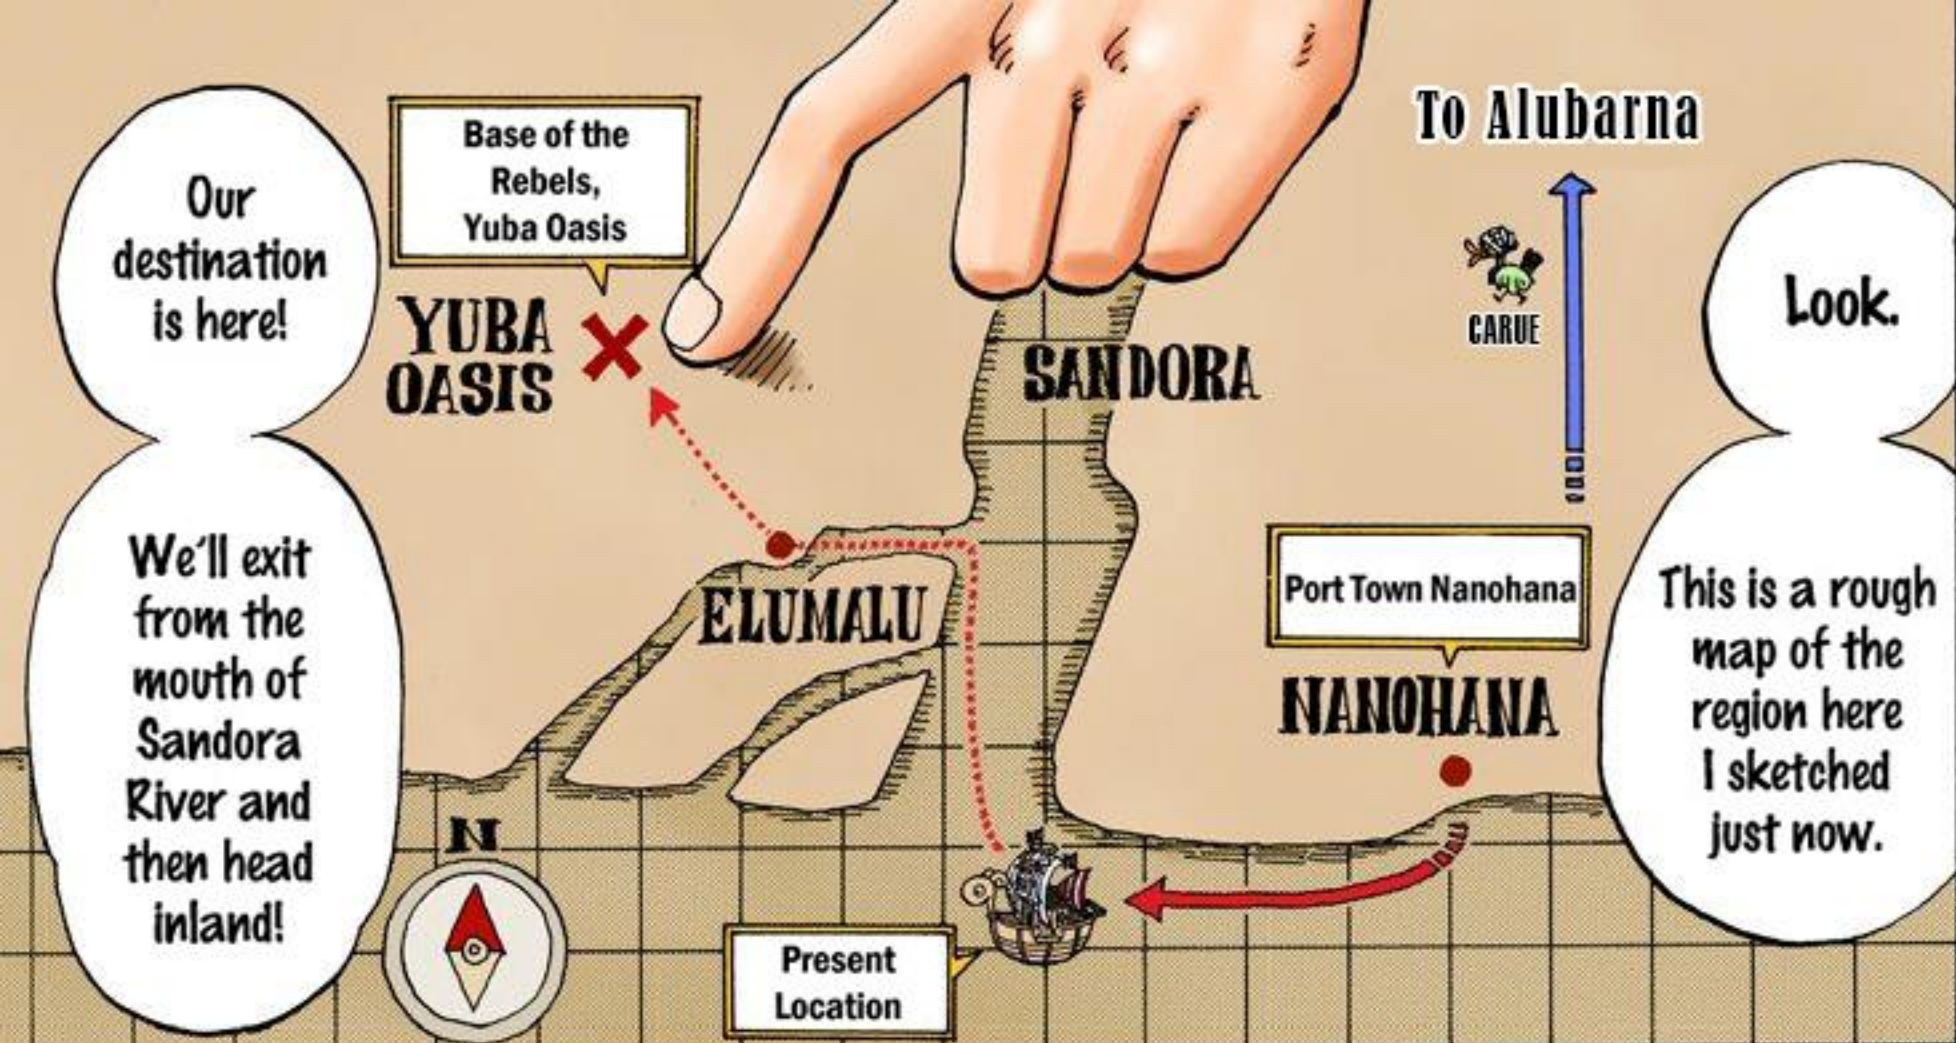 Look.
This is a rough
map of the
region here
I sketched
just now.
To Alubarna
CARUE
Port Town Nanohana
NANOHANA
SANDORA
Base of the
Rebels,
Yuba Oasis
YUBA
OASIS
ELUMALU
Present
Location
N
Our
destination
is here!
We'll exit
from the
mouth of
Sandora
River and
then head
inland!